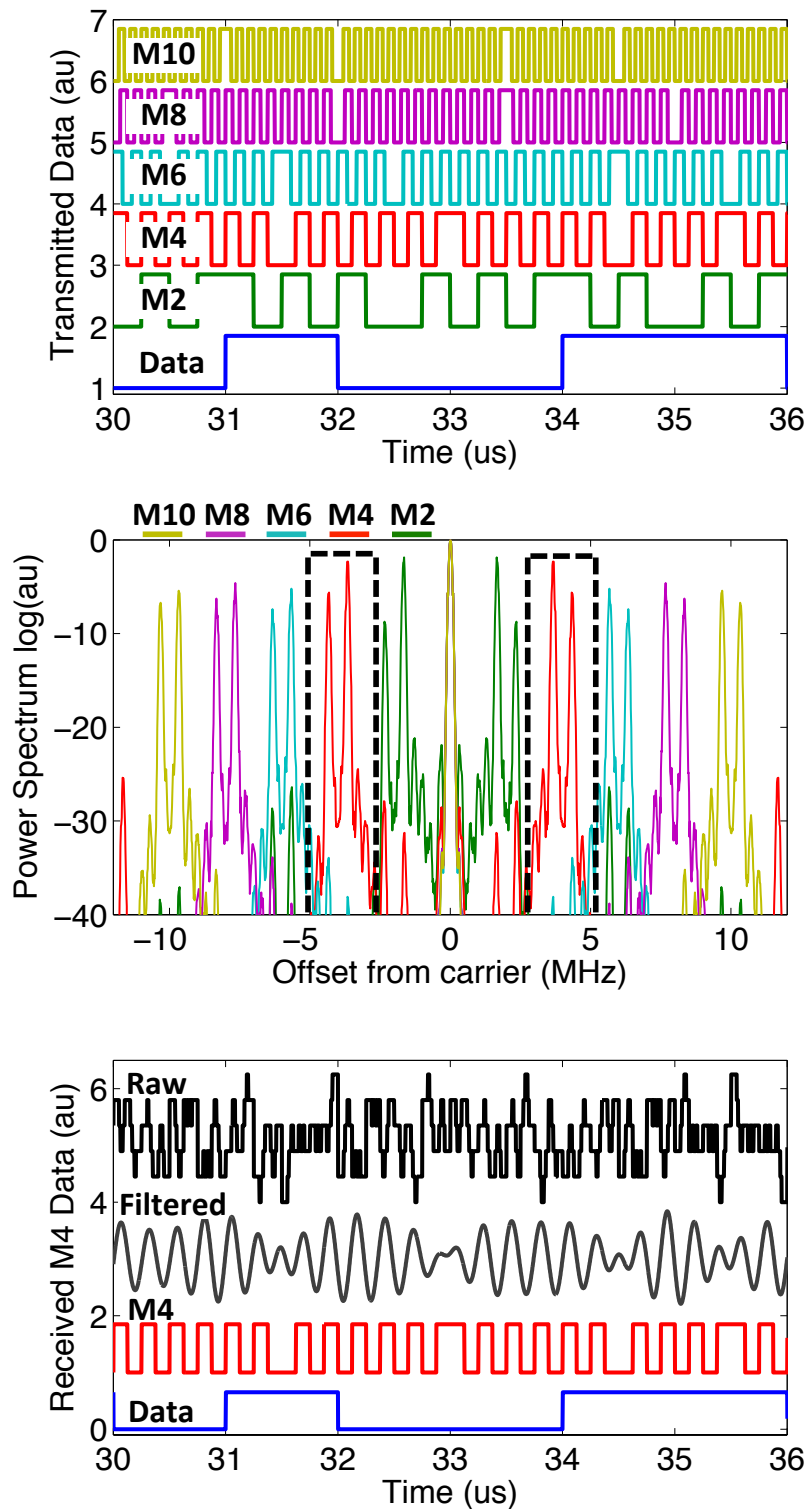 Transmitted Data (au)
7
6
5
4
3
2
1
M10
M8
M6
M4
M2
Data
30 31 32 33 34 35 36
Time (us)
M10 M8 M6 M4 M2
Power Spectrum log(au)
0
−10
−20
−30
−40
−10 −5 0 5 10
Offset from carrier (MHz)
Received M4 Data (au)
6
4
2
0
Raw
Filtered
M4
Data
30 31 32 33 34 35 36
Time (us)